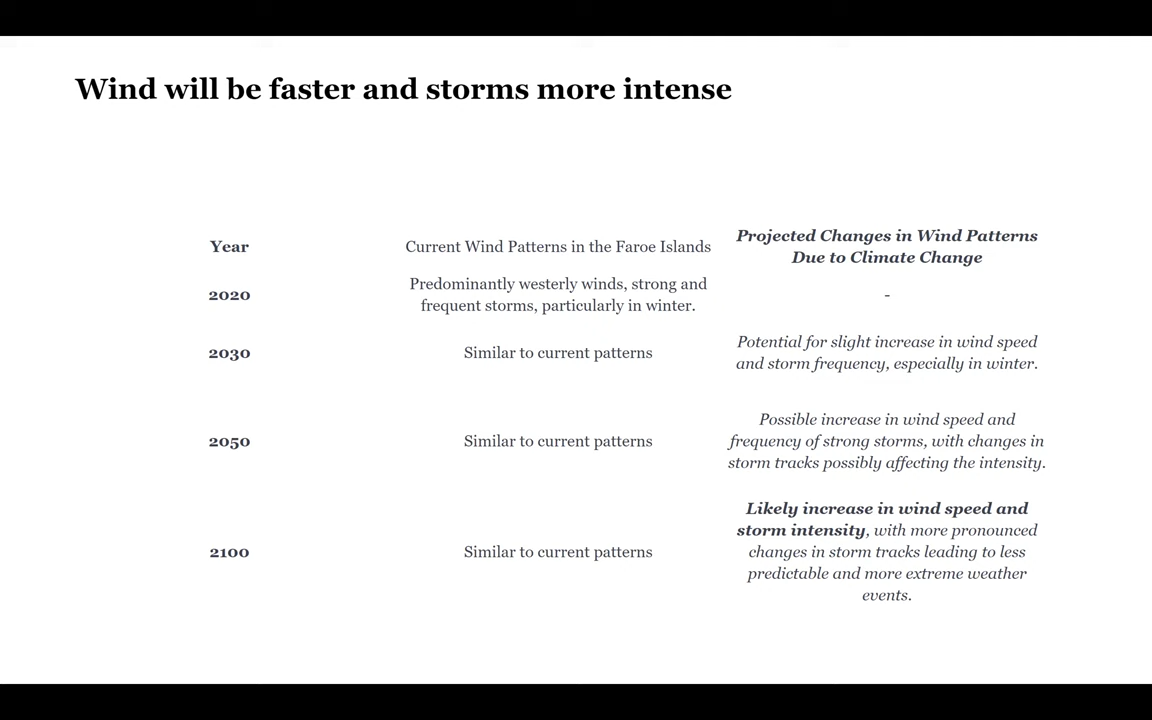 Wind will be faster and storms more intense
Year
Current Wind Patterns in the Faroe Islands
Projected Changes in Wind Patterns
Due to Climate Change
2020
Predominantly westerly winds, strong and
frequent storms, particularly in winter.
-
2030
Similar to current patterns
Potential for slight increase in wind speed
and storm frequency, especially in winter.
2050
Similar to current patterns
Possible increase in wind speed and
frequency of strong storms, with changes in
storm tracks possibly affecting the intensity.
2100
Similar to current patterns
Likely increase in wind speed and
storm intensity, with more pronounced
changes in storm tracks leading to less
predictable and more extreme weather
events.